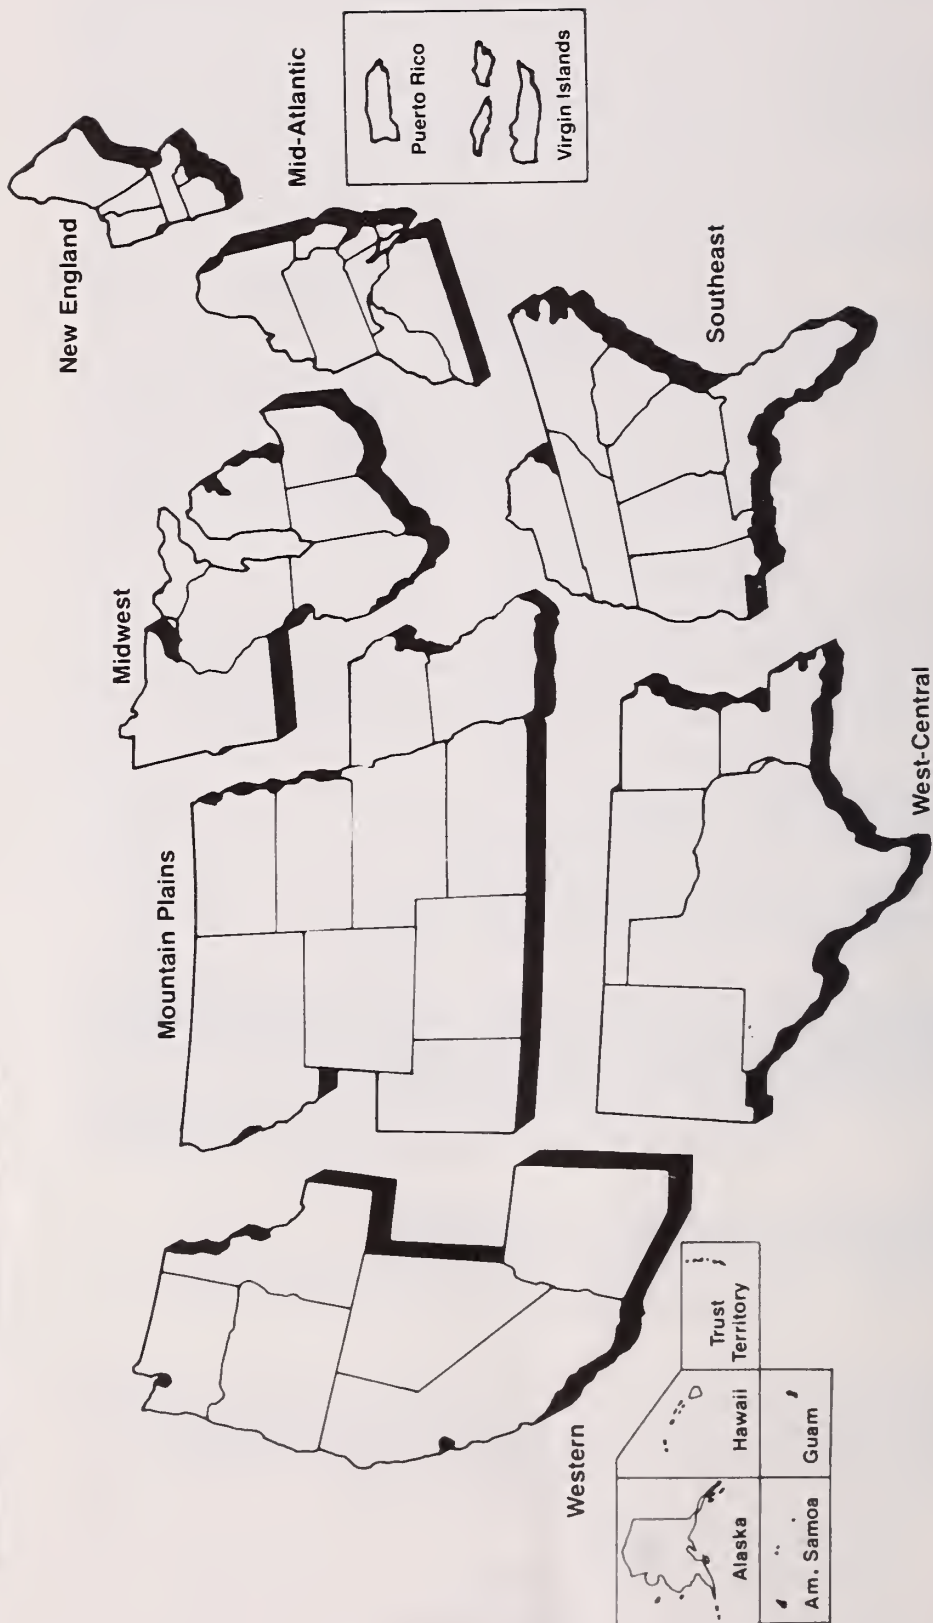 New England
Mid-Atlantic
Puerto Rico
Virgin Islands
Midwest
Southeast
Mountain Plains
West-Central
Western
Trust
Territory
Hawaii
Alaska
Guam
Am. Samoa